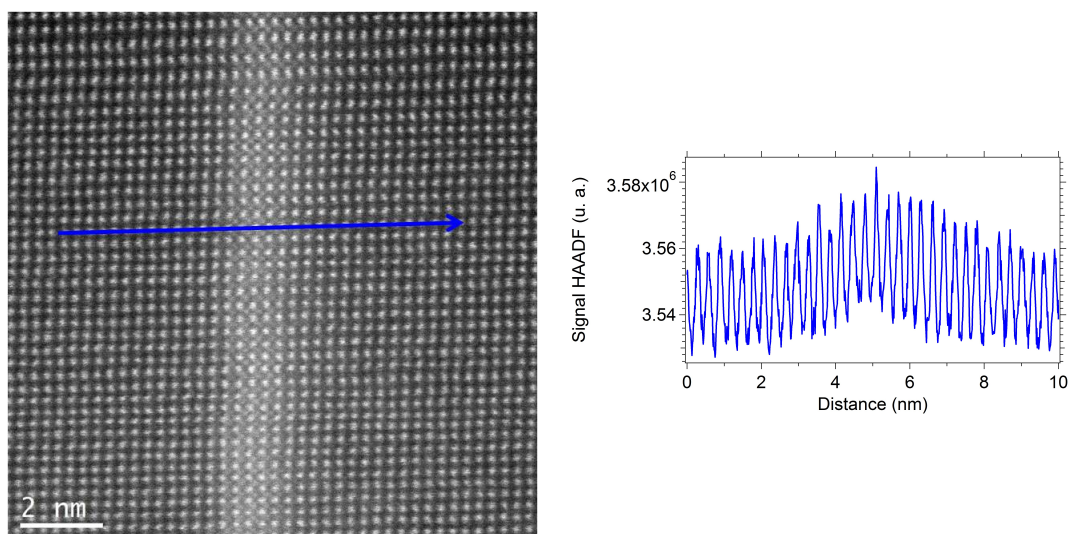 2 nm
Signal HAADF (u. a.)
3.58x10⁶
3.56
3.54
0 2 4 6 8 10
Distance (nm)